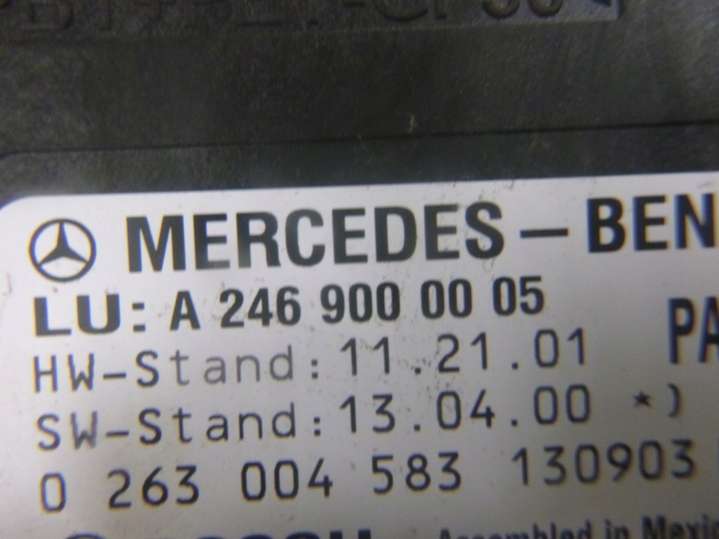 MERCEDES-BEN
LU: A 246 900 00 05
PA
HW-Stand: 11.21.01
SW-Stand: 13.04.00 *)
0 263 004 583 130903
Assembled in Mexic